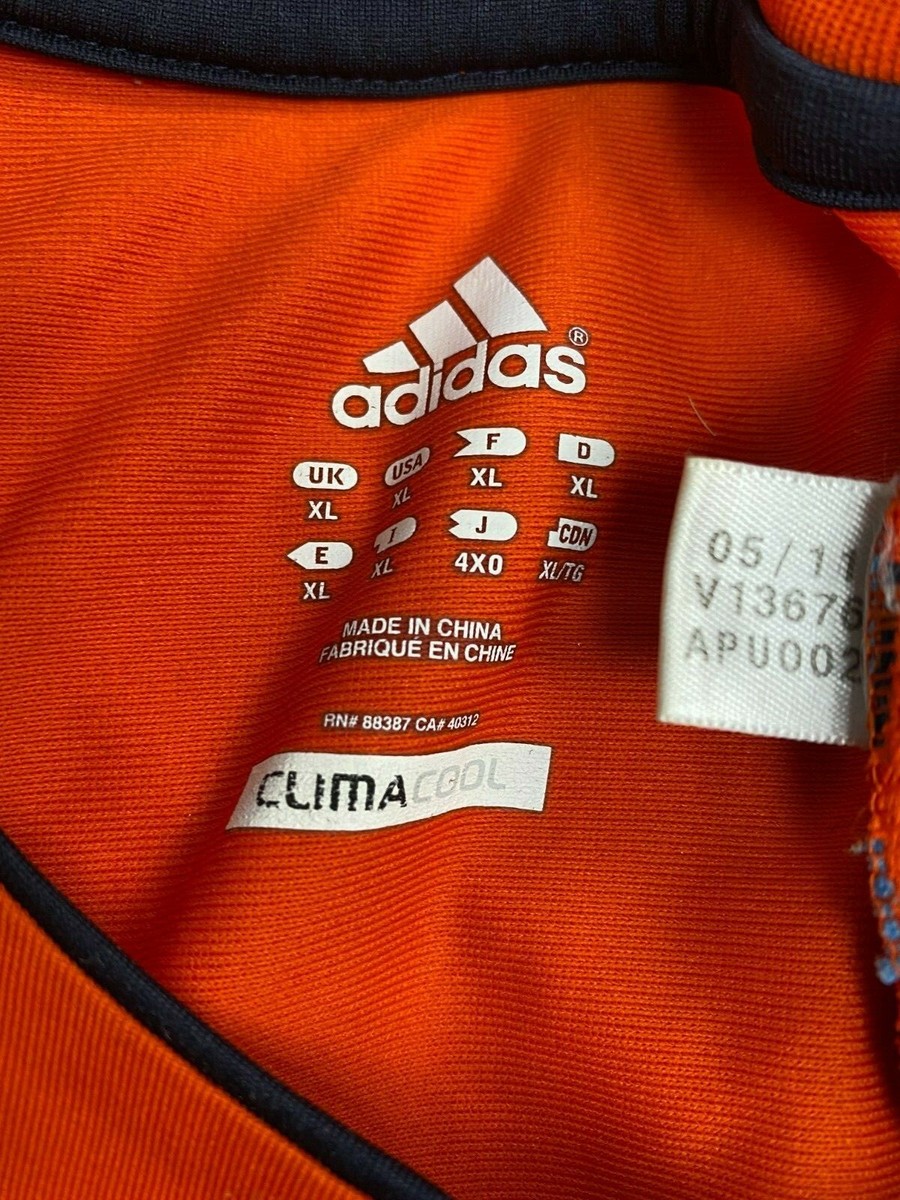 adidas®
UK USA F D
XL XL XL XL
E I J CDN
XL XL 4XO XL/TG
MADE IN CHINA
FABRIQUÉ EN CHINE
RN# 88387 CA# 40312
CLIMACOOL
05/11
V13676
APU002